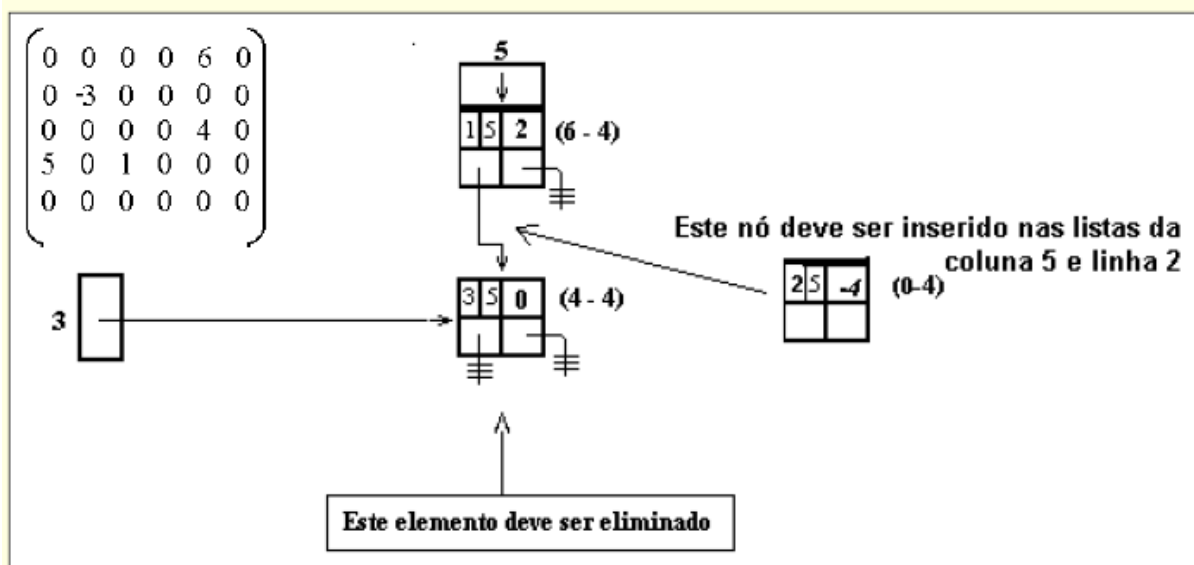 0 0 0 0 6 0
0 -3 0 0 0 0
0 0 0 0 4 0
5 0 1 0 0 0
0 0 0 0 0 0
5
1 5 2 (6 - 4)
Este nó deve ser inserido nas listas da
coluna 5 e linha 2
2 5 -4 (0-4)
3 5 0 (4 - 4)
3
Este elemento deve ser eliminado